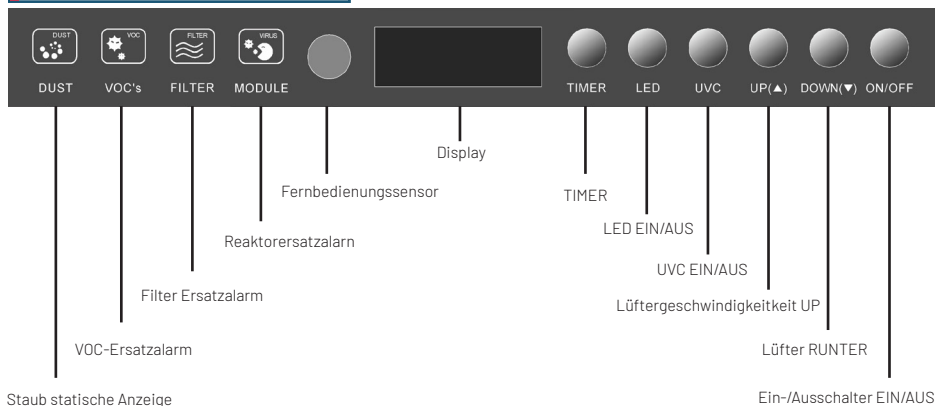 DUST VOC FILTER VIRUS
DUST VOC's FILTER MODULE TIMER LED UVC UP(▲) DOWN(▼) ON/OFF
Display
Fernbedienungssensor
TIMER
LED EIN/AUS
Reaktorersatzalarn
UVC EIN/AUS
Filter Ersatzalarm
Lüftergeschwindigkeitkeit UP
VOC-Ersatzalarm
Lüfter RUNTER
Staub statische Anzeige
Ein-/Ausschalter EIN/AUS